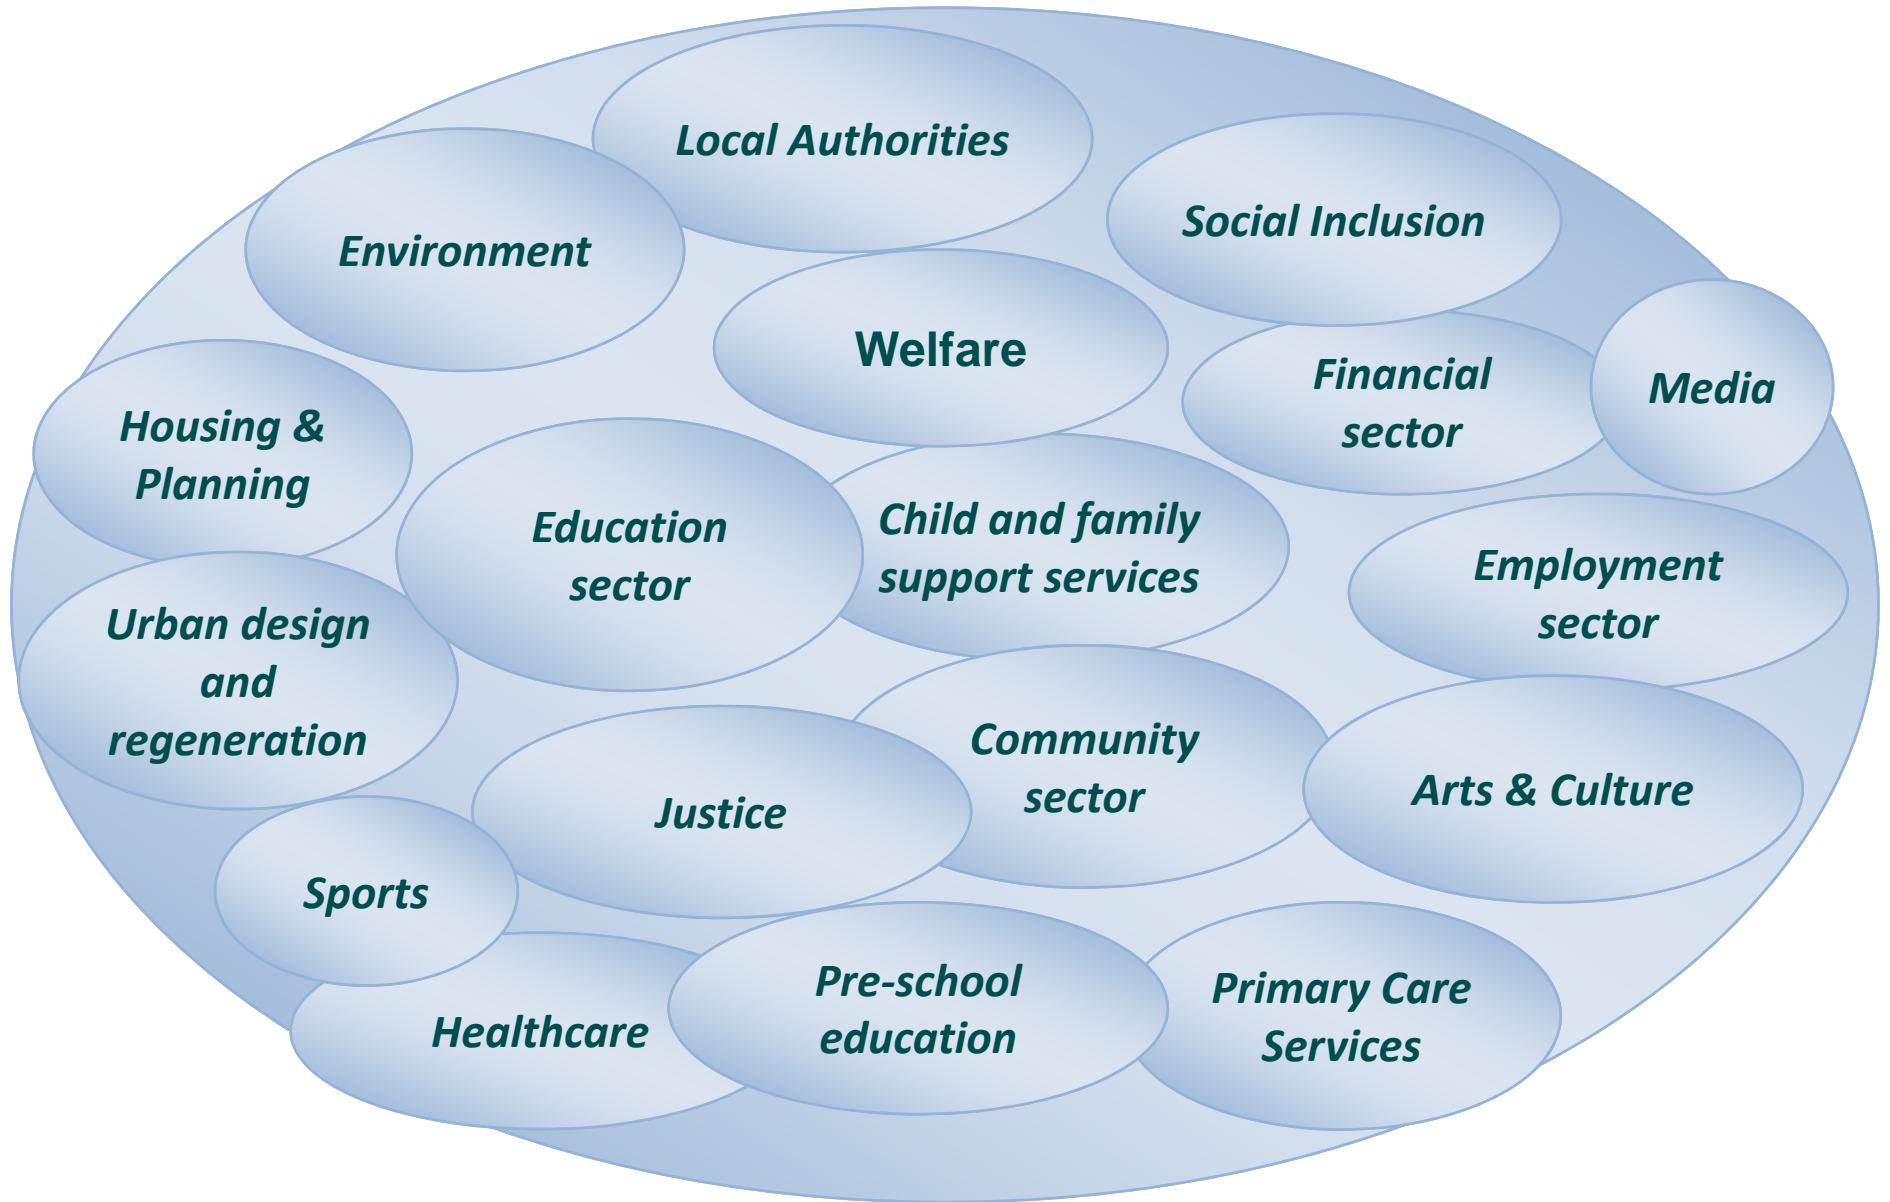 Local Authorities
Social Inclusion
Environment
Welfare
Financial
sector
Media
Housing &
Planning
Education
sector
Child and family
support services
Employment
sector
Urban design
and
regeneration
Community
sector
Arts & Culture
Justice
Sports
Healthcare
Pre-school
education
Primary Care
Services